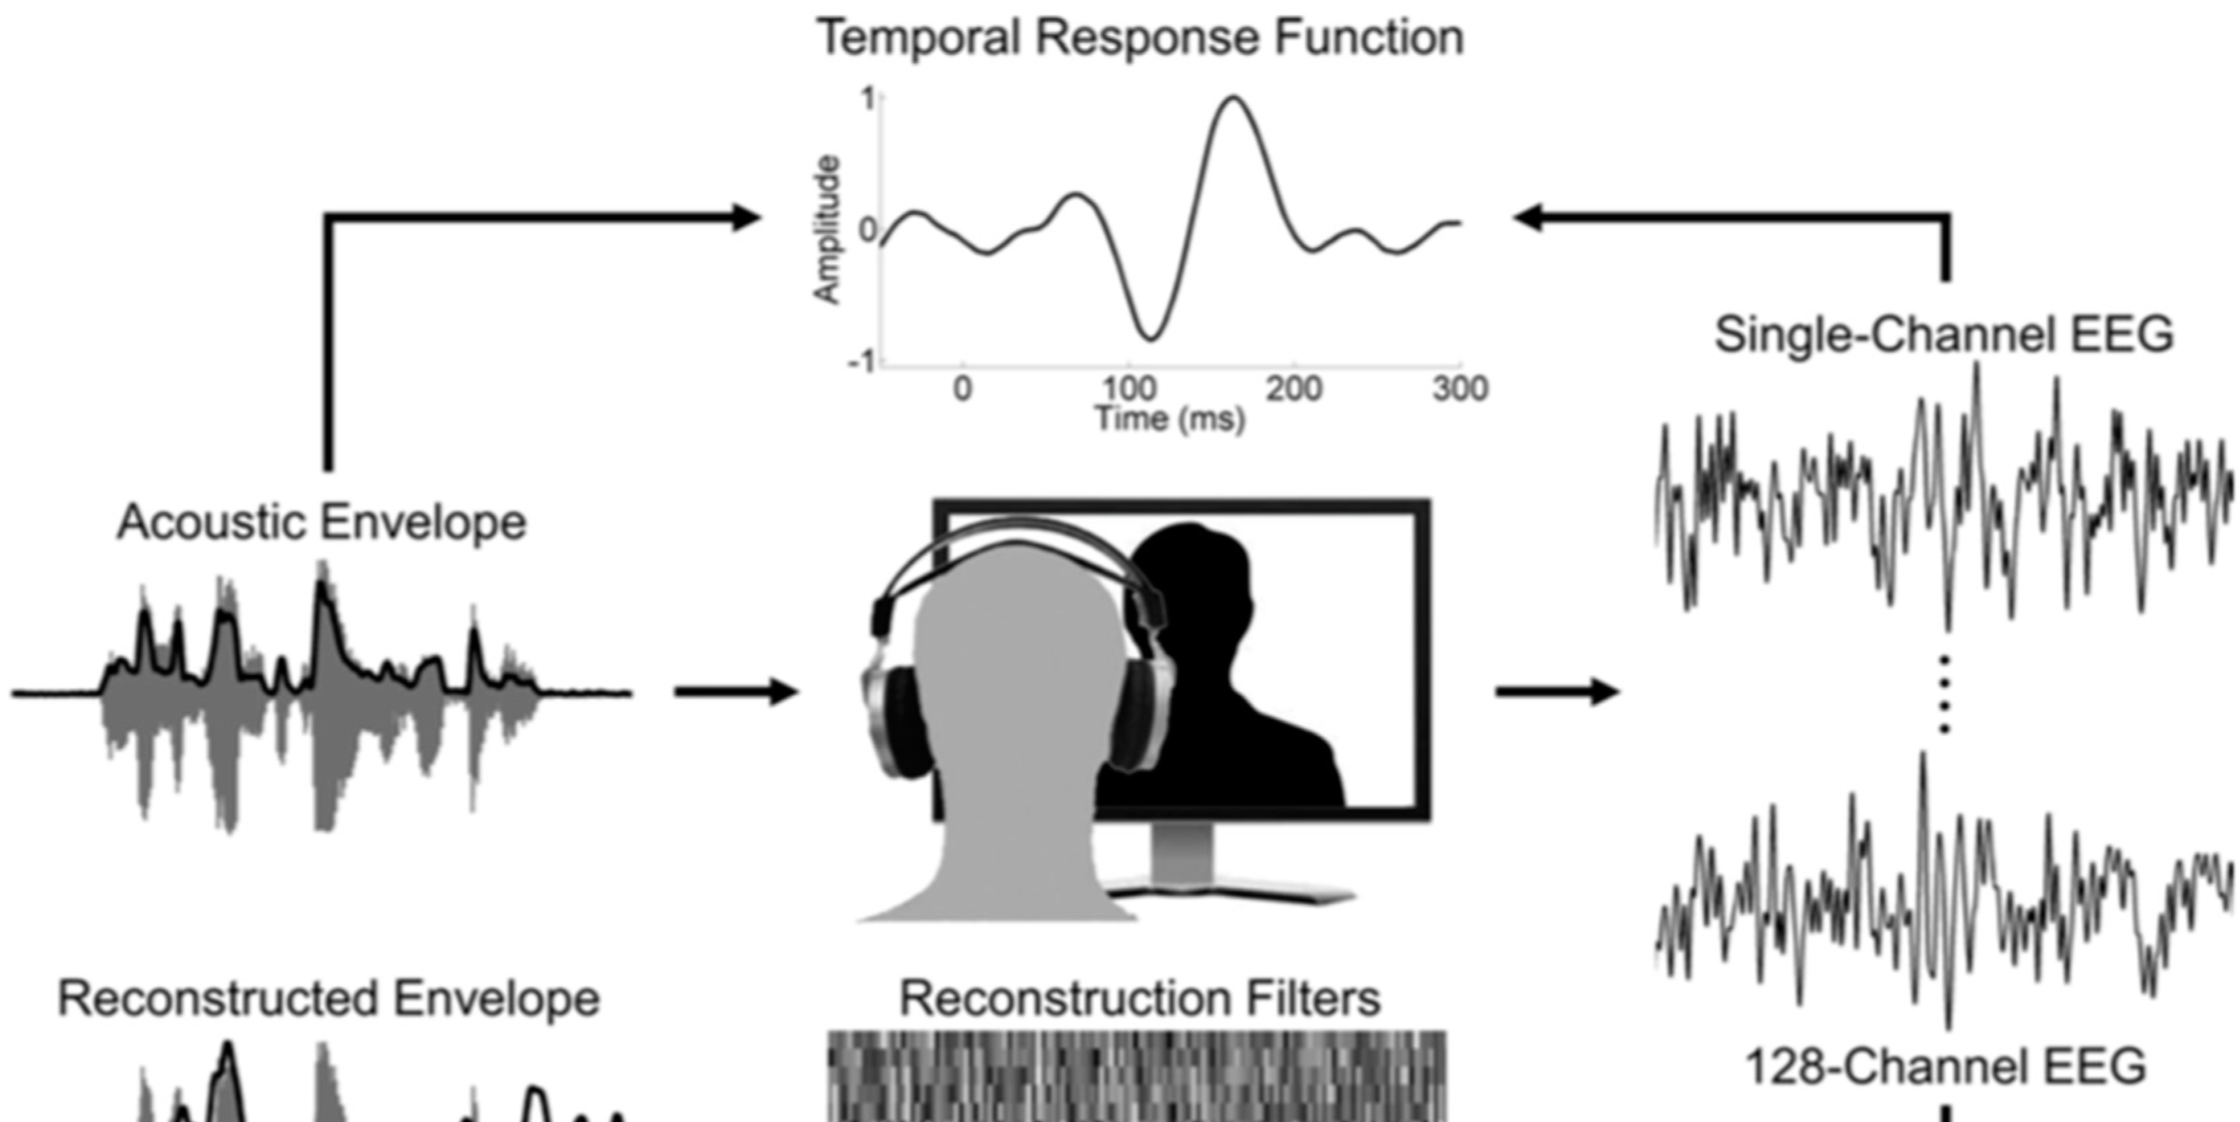 Temporal Response Function
1
0
-1
Amplitude
0 100 200 300
Time (ms)
Single-Channel EEG
Acoustic Envelope
Reconstructed Envelope
Reconstruction Filters
128-Channel EEG